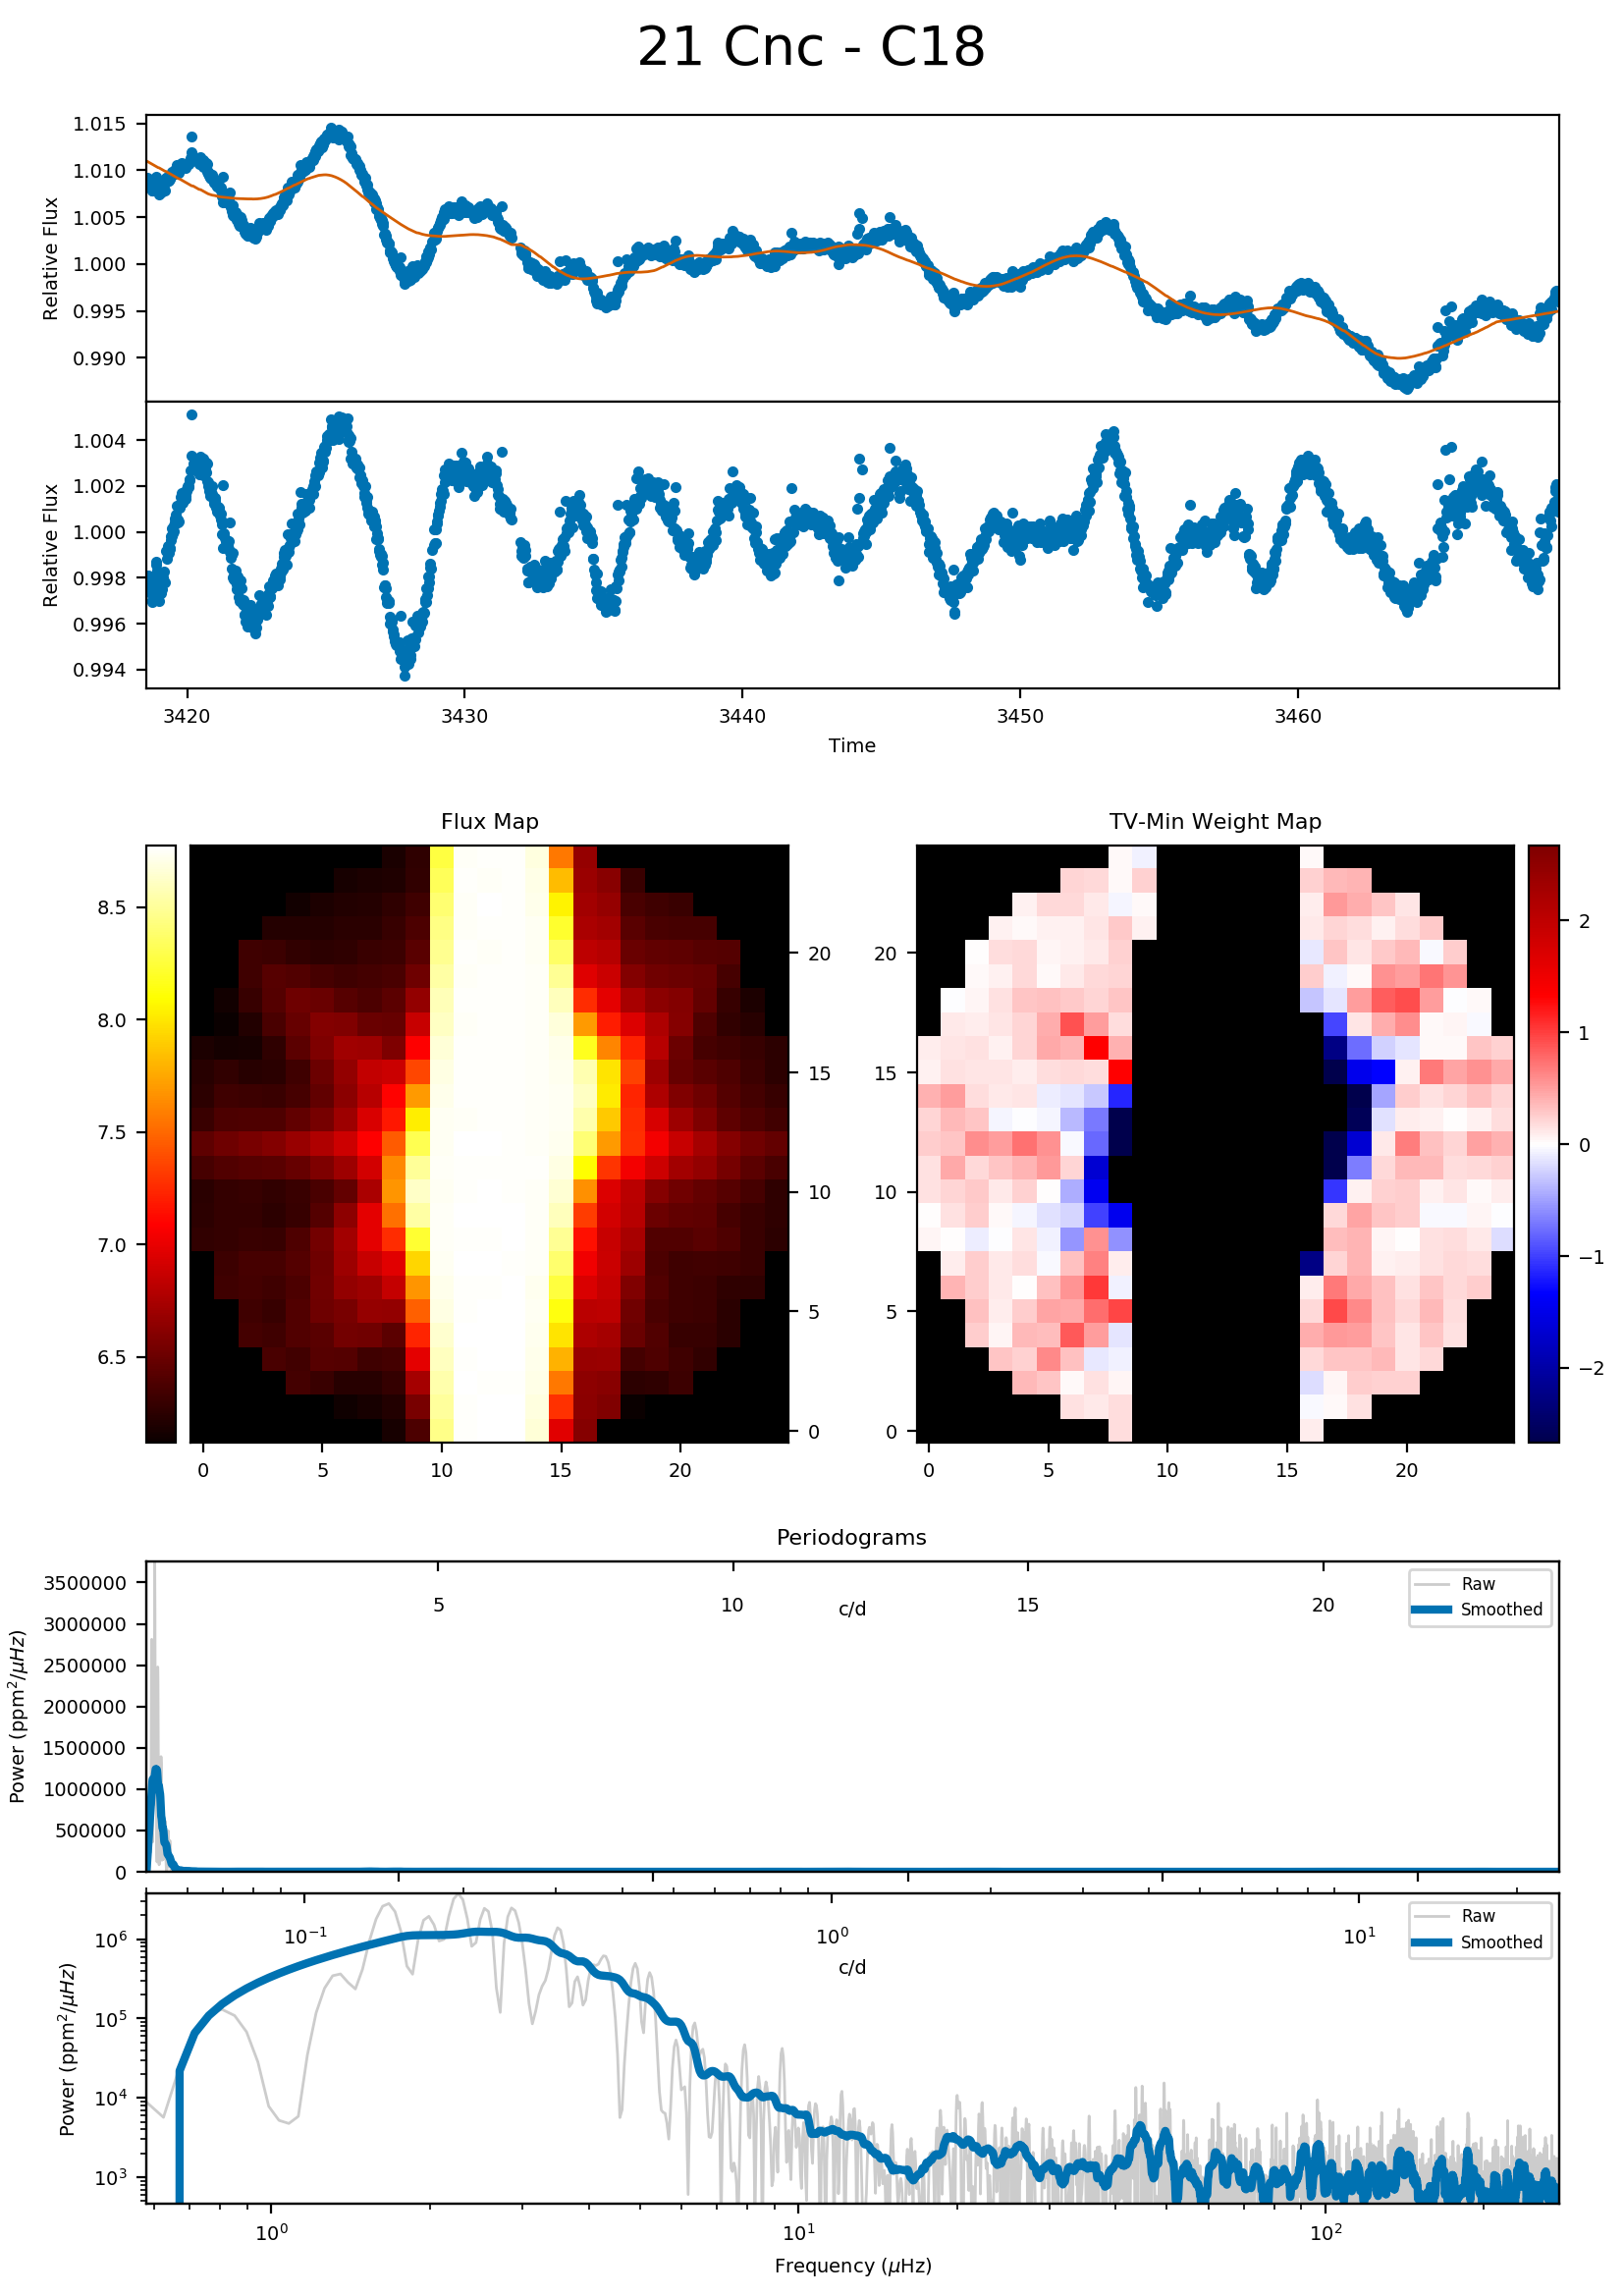 21 Cnc - C18
1.015
1.010
1.005
1.000
0.995
0.990
Relative Flux
1.004
1.002
1.000
0.998
0.996
0.994
Relative Flux
3420 3430 3440 3450 3460
Time
Flux Map
8.5
8.0
7.5
7.0
6.5
20
15
10
5
0
0 5 10 15 20
TV-Min Weight Map
20
15
10
5
0
0 5 10 15 20
2
1
0
−1
−2
Periodograms
3500000
3000000
2500000
2000000
1500000
1000000
500000
0
Power (ppm²/μHz)
5 10 15 20
c/d
Raw
Smoothed
10⁶
10⁵
10⁴
10³
Power (ppm²/μHz)
10⁻¹ 10⁰ 10¹
c/d
Raw
Smoothed
10⁰ 10¹ 10²
Frequency (μHz)